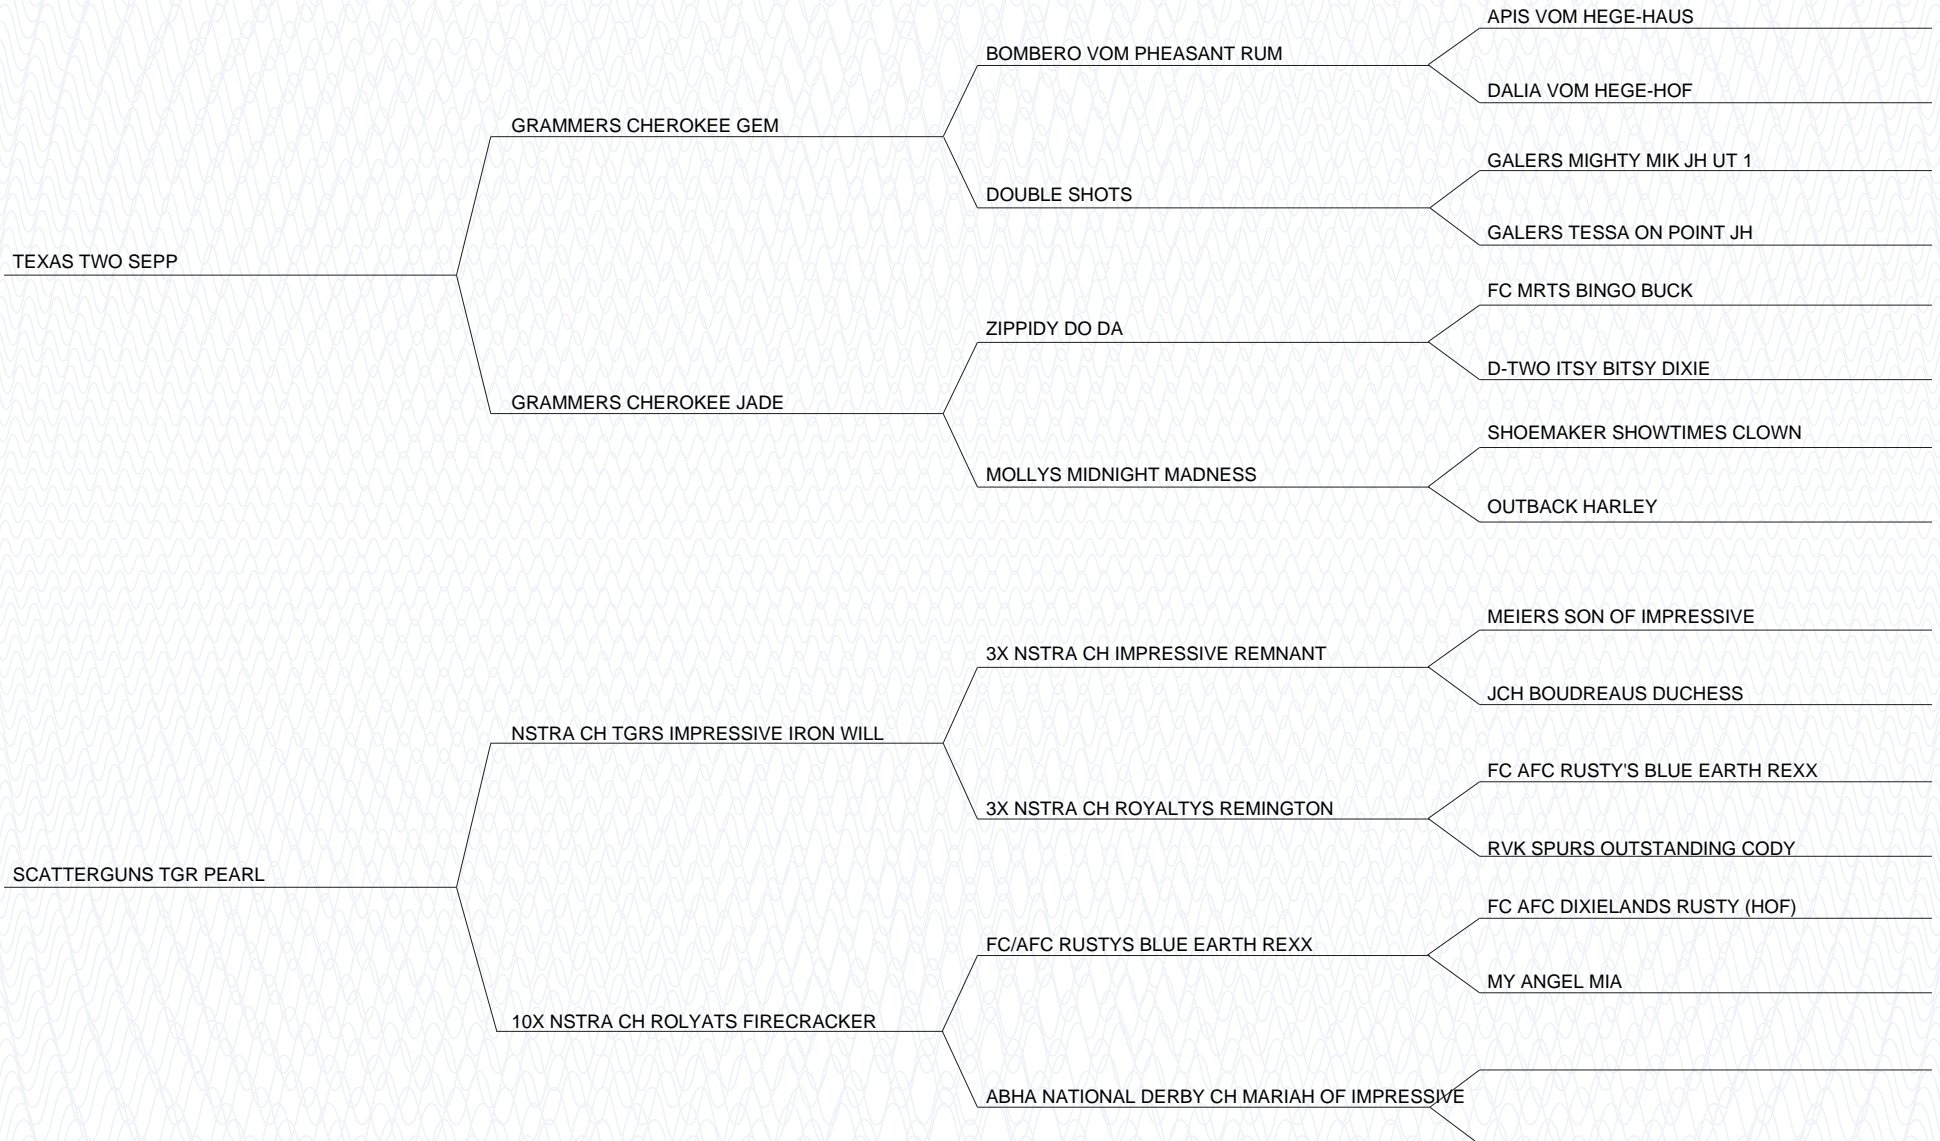 APIS VOM HEGE-HAUS
BOMBERO VOM PHEASANT RUM
DALIA VOM HEGE-HOF
GRAMMERS CHEROKEE GEM
GALERS MIGHTY MIK JH UT 1
DOUBLE SHOTS
GALERS TESSA ON POINT JH
TEXAS TWO SEPP
FC MRTS BINGO BUCK
ZIPPIDY DO DA
D-TWO ITSY BITSY DIXIE
GRAMMERS CHEROKEE JADE
SHOEMAKER SHOWTIMES CLOWN
MOLLYS MIDNIGHT MADNESS
OUTBACK HARLEY
MEIERS SON OF IMPRESSIVE
3X NSTRA CH IMPRESSIVE REMNANT
JCH BOUDREAUS DUCHESS
NSTRA CH TGRS IMPRESSIVE IRON WILL
FC AFC RUSTY'S BLUE EARTH REXX
3X NSTRA CH ROYALTYS REMINGTON
RVK SPURS OUTSTANDING CODY
SCATTERGUNS TGR PEARL
FC AFC DIXIELANDS RUSTY (HOF)
FC/AFC RUSTYS BLUE EARTH REXX
MY ANGEL MIA
10X NSTRA CH ROLYATS FIRECRACKER
ABHA NATIONAL DERBY CH MARIAH OF IMPRESSIVE